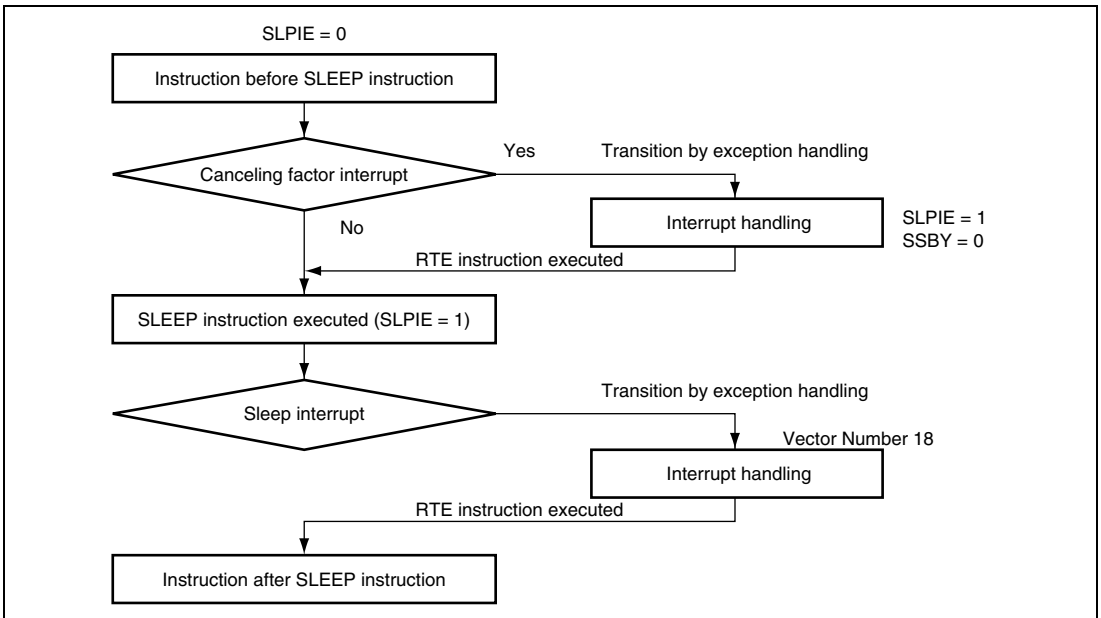 SLPIE = 0
Instruction before SLEEP instruction
Yes
Transition by exception handling
Canceling factor interrupt
Interrupt handling
SLPIE = 1
SSBY = 0
No
RTE instruction executed
SLEEP instruction executed (SLPIE = 1)
Transition by exception handling
Sleep interrupt
Vector Number 18
Interrupt handling
RTE instruction executed
Instruction after SLEEP instruction